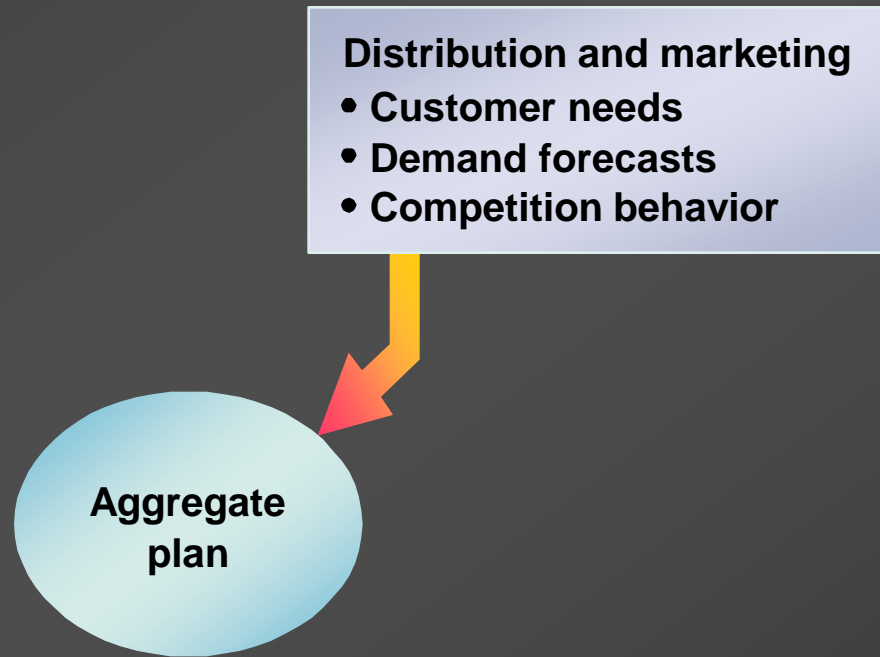 Distribution and marketing
• Customer needs
• Demand forecasts
• Competition behavior
Aggregate
plan